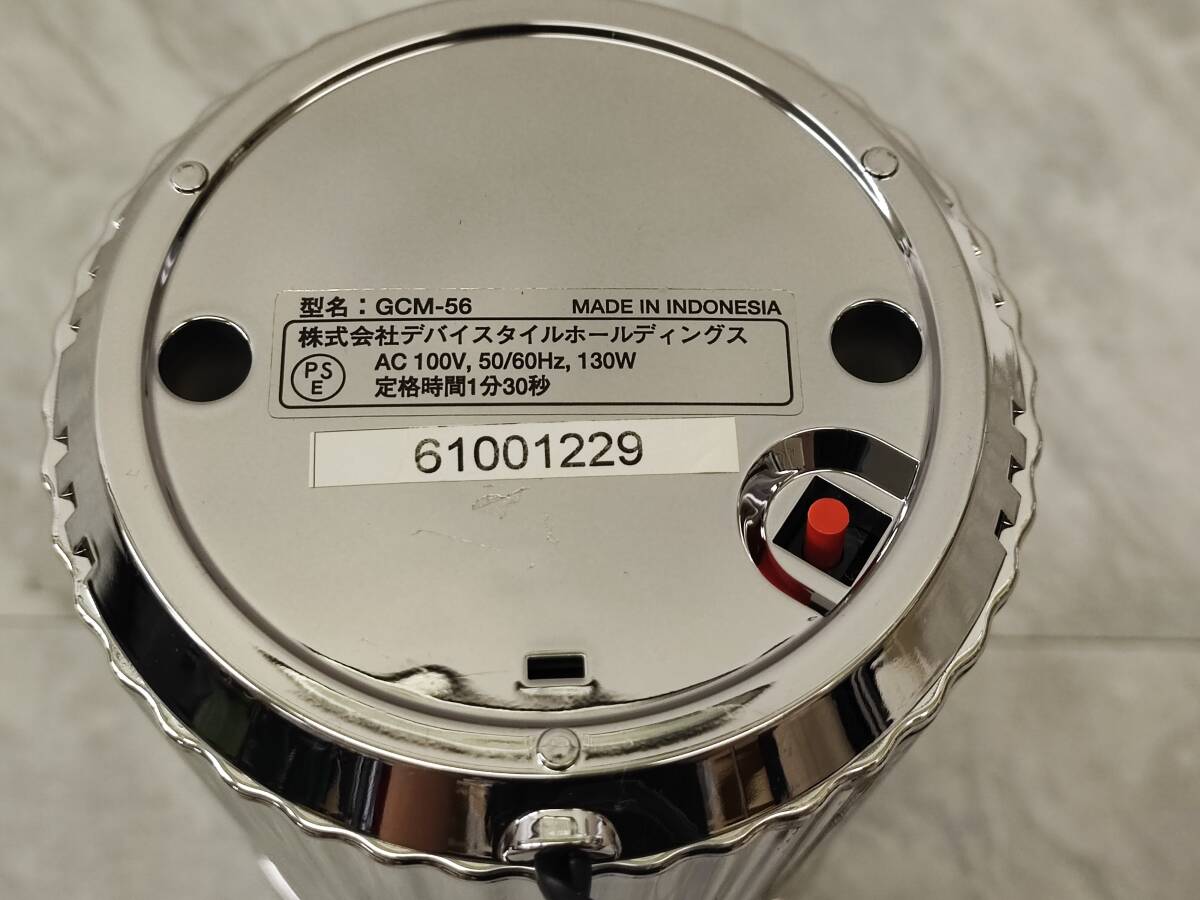 型名：GCM-56 MADE IN INDONESIA
株式会社デバイスタイルホールディングス
PS
E
AC 100V, 50/60Hz, 130W
定格時間1分30秒
61001229